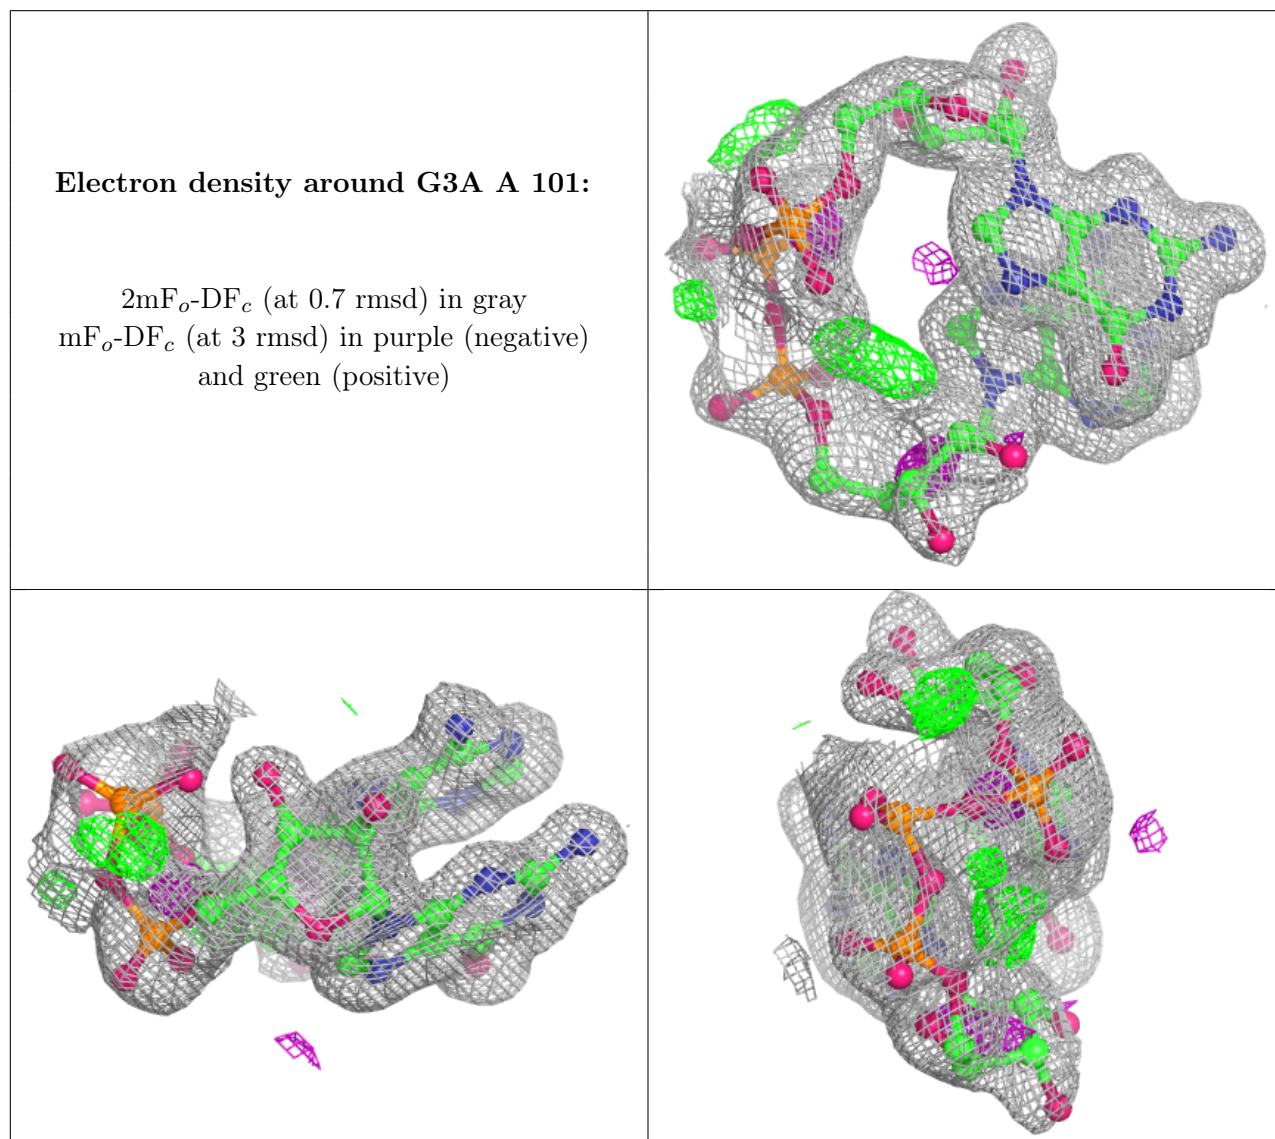 Electron density around G3A A 101:
2mFₒ-DF𝒸 (at 0.7 rmsd) in gray
mFₒ-DF𝒸 (at 3 rmsd) in purple (negative)
and green (positive)